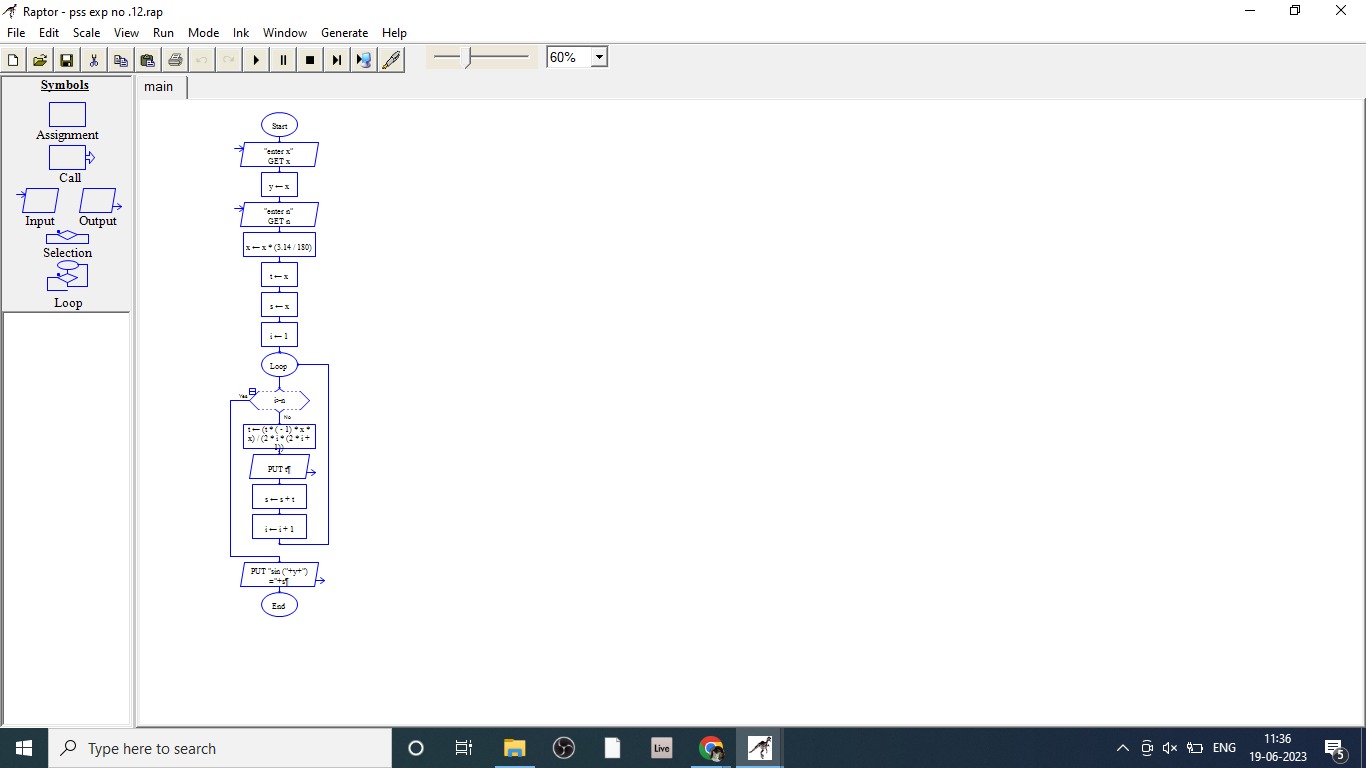 Raptor - pss exp no .12.rap
File Edit Scale View Run Mode Ink Window Generate Help
60%
Symbols
main
Assignment
Call
Input Output
Selection
Loop
Start
"enter x"
GET x
y ← x
"enter n"
GET n
x ← x * (3.14 / 180)
t ← x
s ← x
i ← 1
Loop
Yes
i>n
No
t ← (t * ( - 1) * x *
x) / (2 * i * (2 * i +
1))
PUT t¶
s ← s + t
i ← i + 1
PUT "sin ("+y+")
="+s¶
End
Type here to search
Live
ENG
11:36
19-06-2023
5